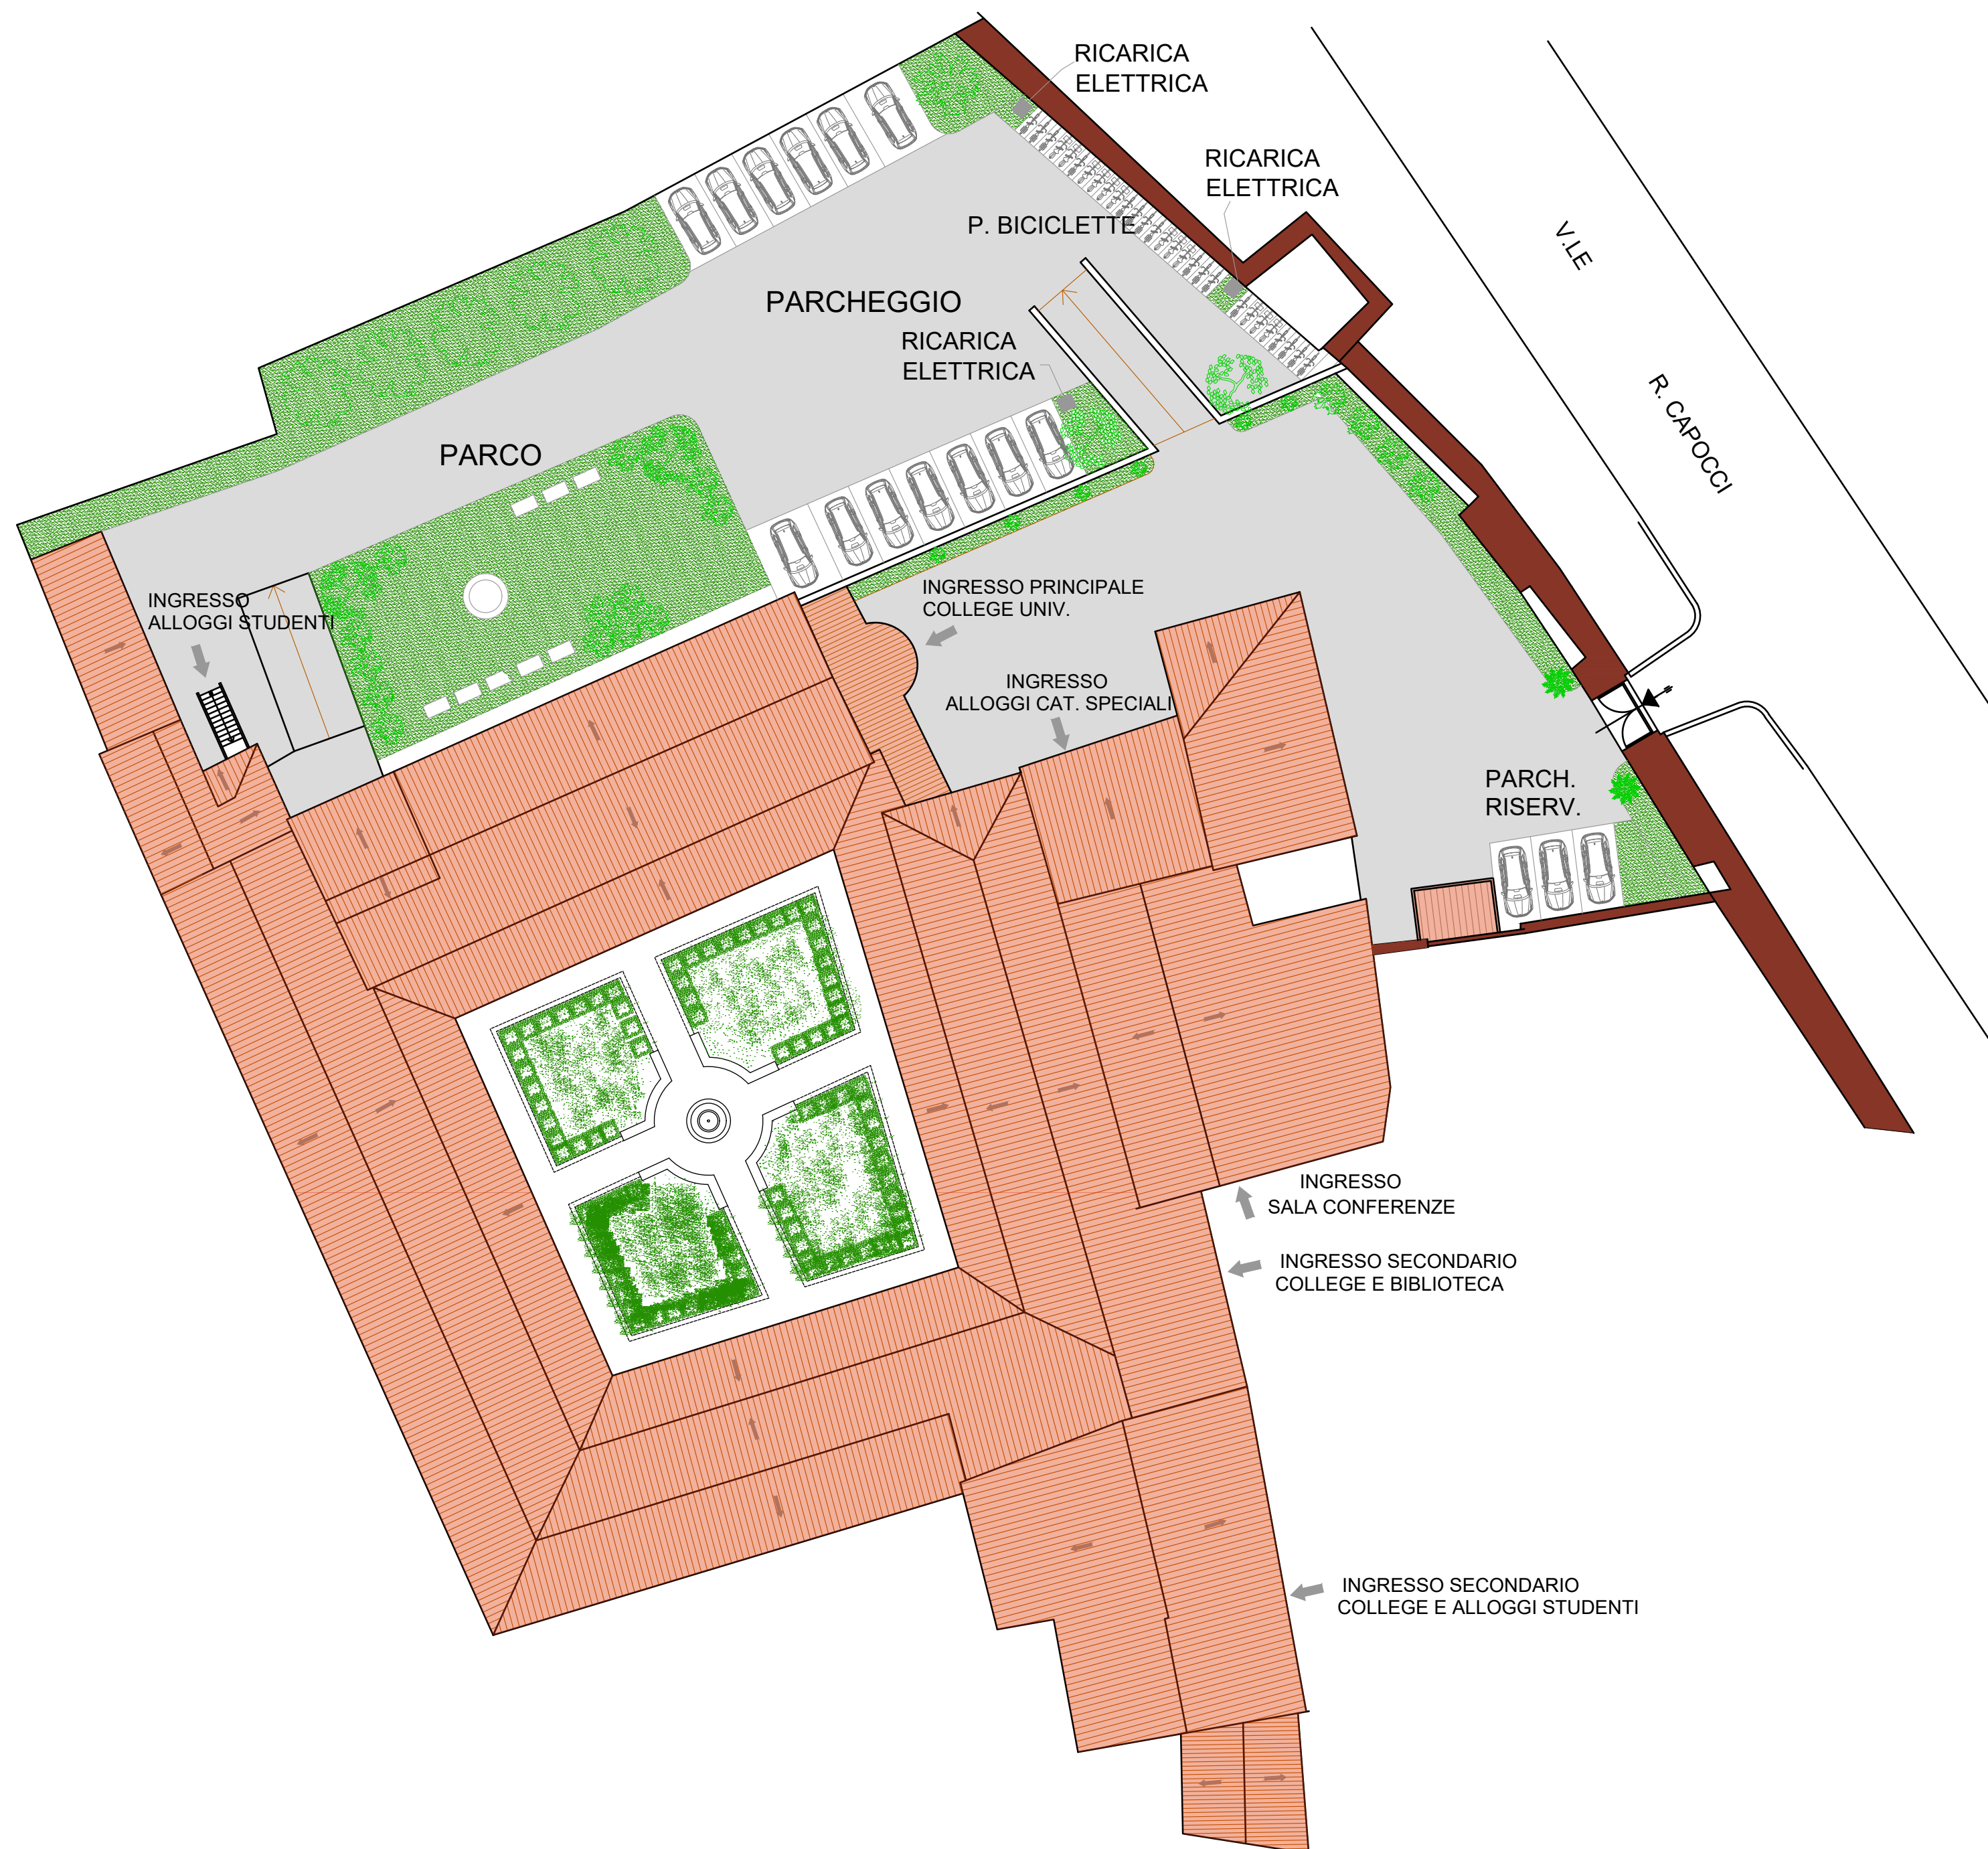 RICARICA
ELETTRICA
RICARICA
ELETTRICA
P. BICICLETTE
V.LE
R. CAPOCCI
PARCHEGGIO
RICARICA
ELETTRICA
PARCO
INGRESSO
ALLOGGI STUDENTI
INGRESSO PRINCIPALE
COLLEGE UNIV.
INGRESSO
ALLOGGI CAT. SPECIALI
PARCH.
RISERV.
INGRESSO
SALA CONFERENZE
INGRESSO SECONDARIO
COLLEGE E BIBLIOTECA
INGRESSO SECONDARIO
COLLEGE E ALLOGGI STUDENTI